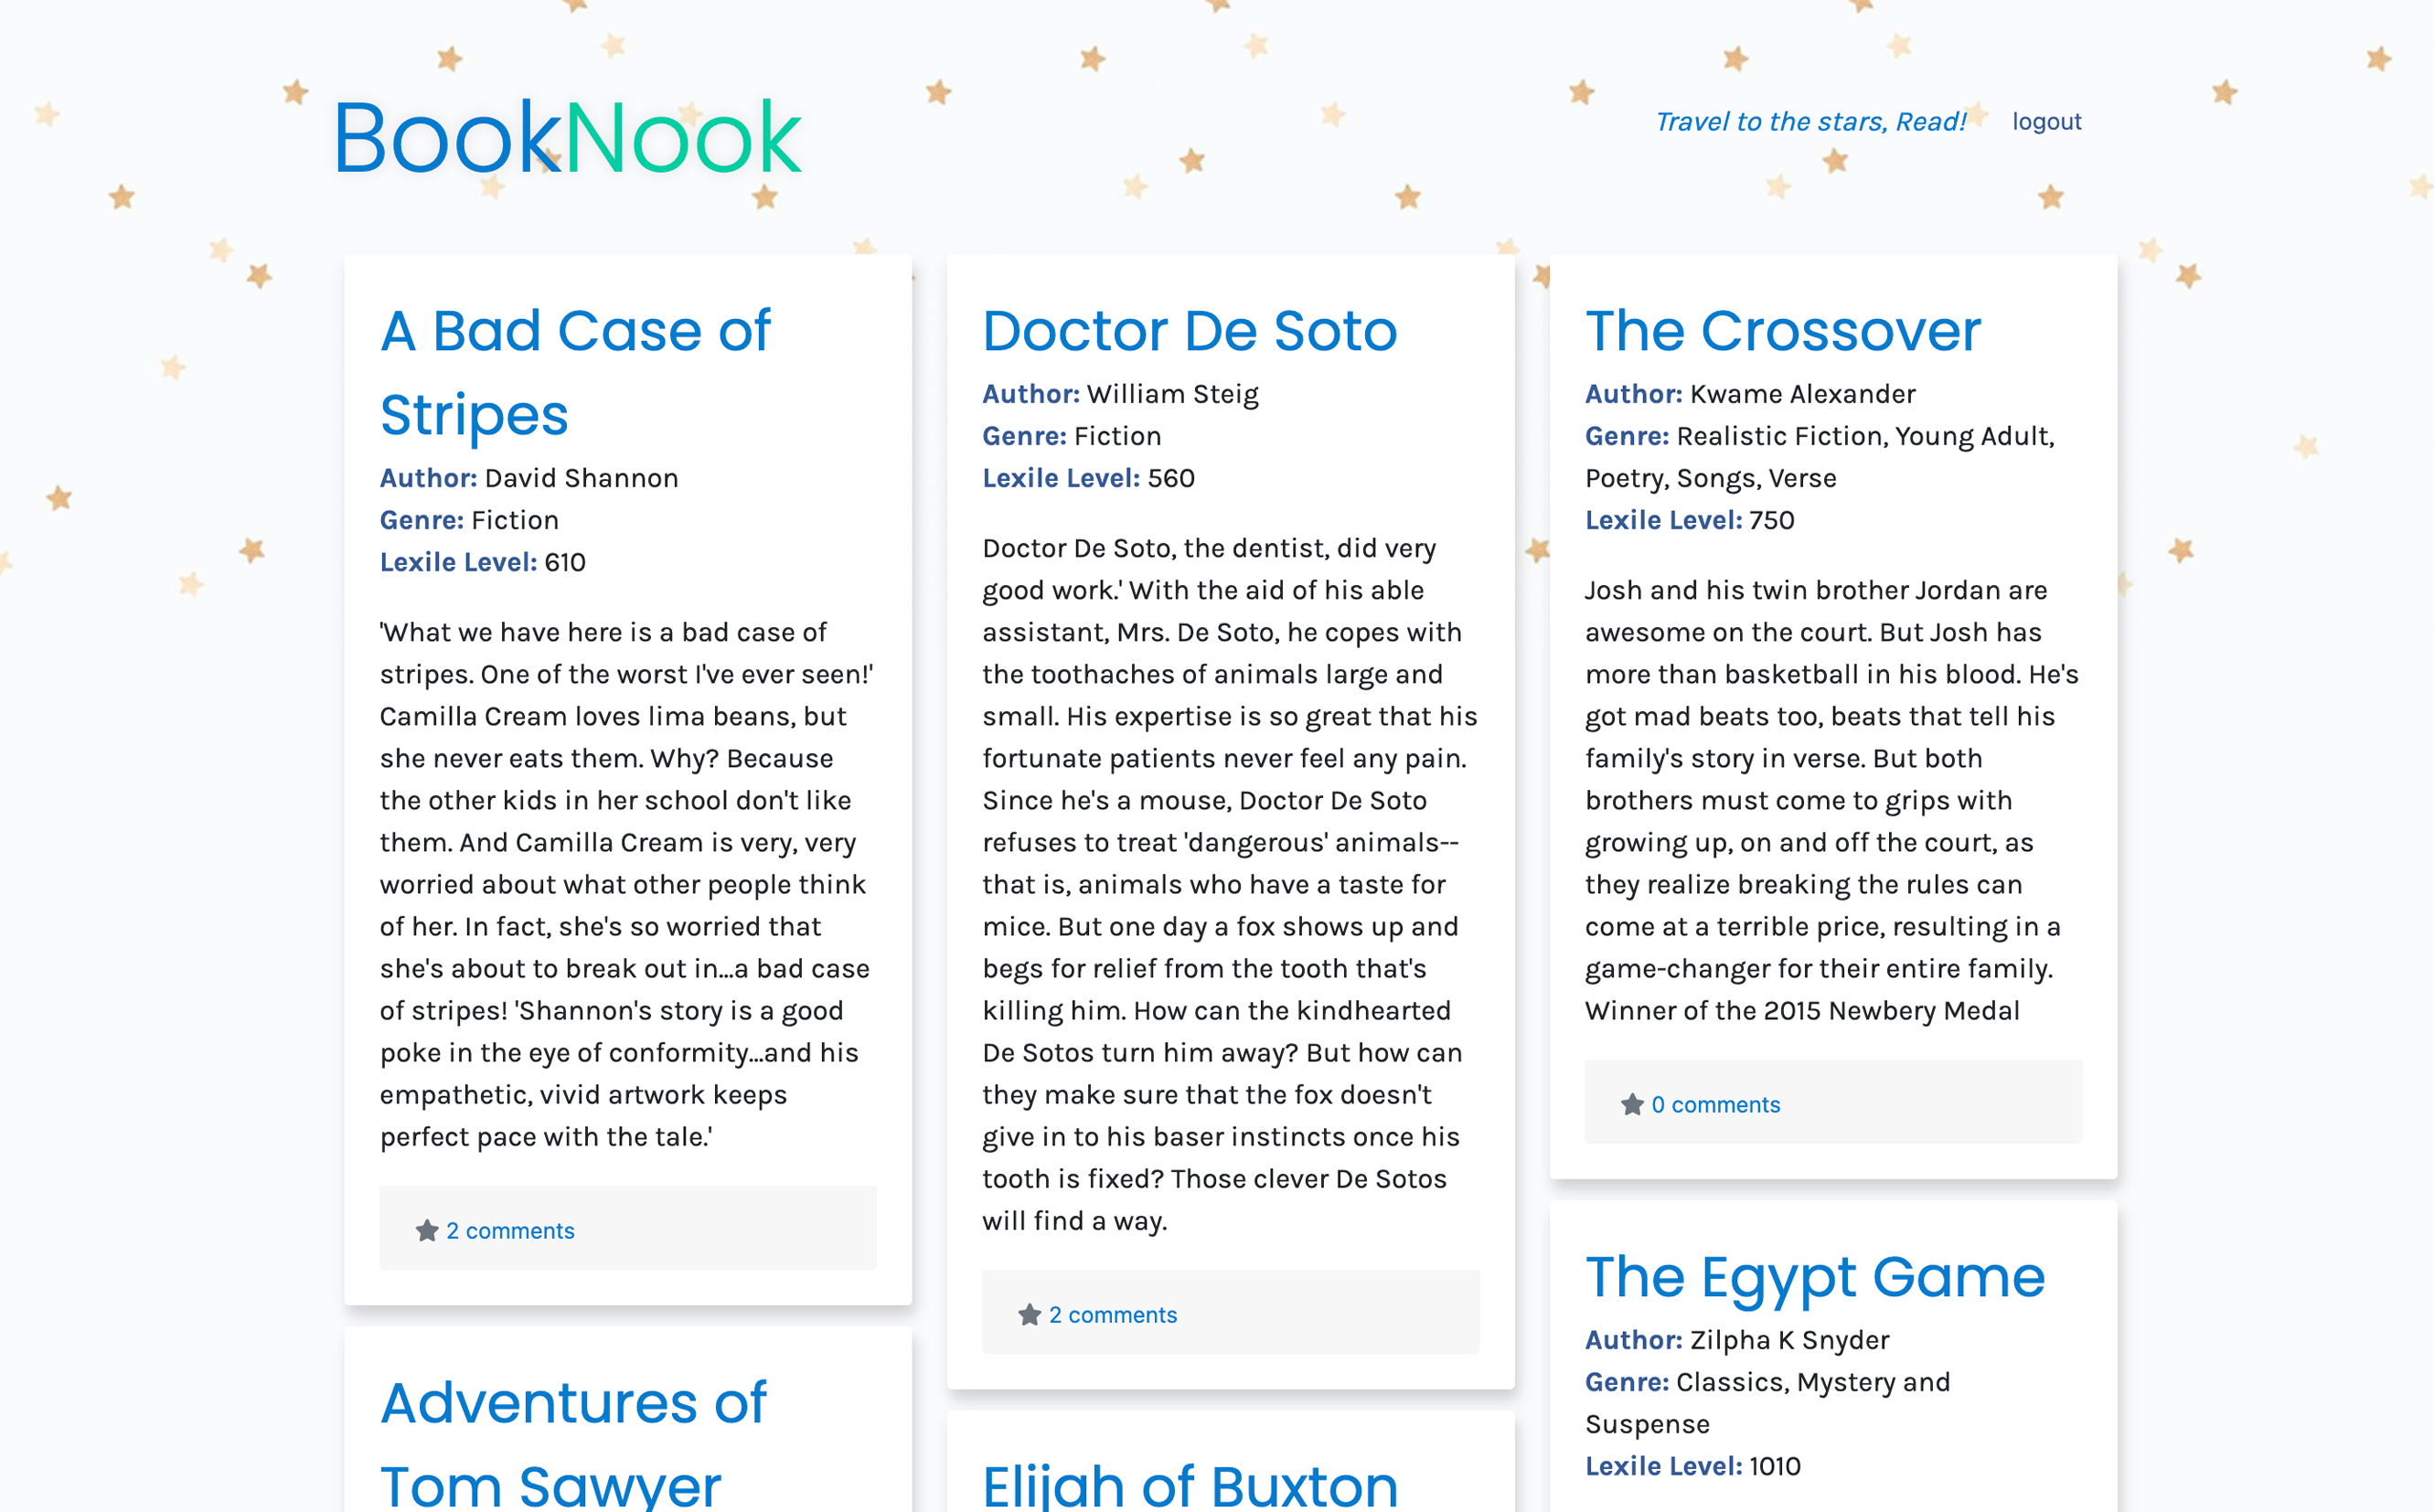 BookNook
Travel to the stars, Read!
logout
A Bad Case of
Stripes
Author: David Shannon
Genre: Fiction
Lexile Level: 610
'What we have here is a bad case of
stripes. One of the worst I've ever seen!'
Camilla Cream loves lima beans, but
she never eats them. Why? Because
the other kids in her school don't like
them. And Camilla Cream is very, very
worried about what other people think
of her. In fact, she's so worried that
she's about to break out in...a bad case
of stripes! 'Shannon's story is a good
poke in the eye of conformity...and his
empathetic, vivid artwork keeps
perfect pace with the tale.'
2 comments
Adventures of
Tom Sawyer
Doctor De Soto
Author: William Steig
Genre: Fiction
Lexile Level: 560
Doctor De Soto, the dentist, did very
good work.' With the aid of his able
assistant, Mrs. De Soto, he copes with
the toothaches of animals large and
small. His expertise is so great that his
fortunate patients never feel any pain.
Since he's a mouse, Doctor De Soto
refuses to treat 'dangerous' animals--
that is, animals who have a taste for
mice. But one day a fox shows up and
begs for relief from the tooth that's
killing him. How can the kindhearted
De Sotos turn him away? But how can
they make sure that the fox doesn't
give in to his baser instincts once his
tooth is fixed? Those clever De Sotos
will find a way.
2 comments
Elijah of Buxton
The Crossover
Author: Kwame Alexander
Genre: Realistic Fiction, Young Adult,
Poetry, Songs, Verse
Lexile Level: 750
Josh and his twin brother Jordan are
awesome on the court. But Josh has
more than basketball in his blood. He's
got mad beats too, beats that tell his
family's story in verse. But both
brothers must come to grips with
growing up, on and off the court, as
they realize breaking the rules can
come at a terrible price, resulting in a
game-changer for their entire family.
Winner of the 2015 Newbery Medal
0 comments
The Egypt Game
Author: Zilpha K Snyder
Genre: Classics, Mystery and
Suspense
Lexile Level: 1010